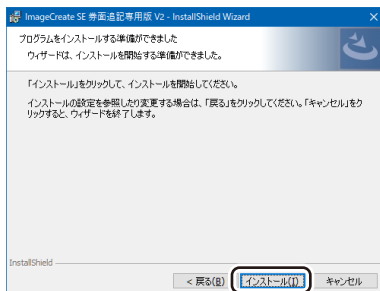 ImageCreate SE 券面追記専用版 V2 - InstallShield Wizard
プログラムをインストールする準備ができました
ウィザードは、インストールを開始する準備ができました。
「インストール」をクリックして、インストールを開始してください。
インストールの設定を参照したり変更する場合は、「戻る」をクリックしてください。「キャンセル」をク
リックすると、ウィザードを終了します。
InstallShield
< 戻る(B)
インストール(I)
キャンセル